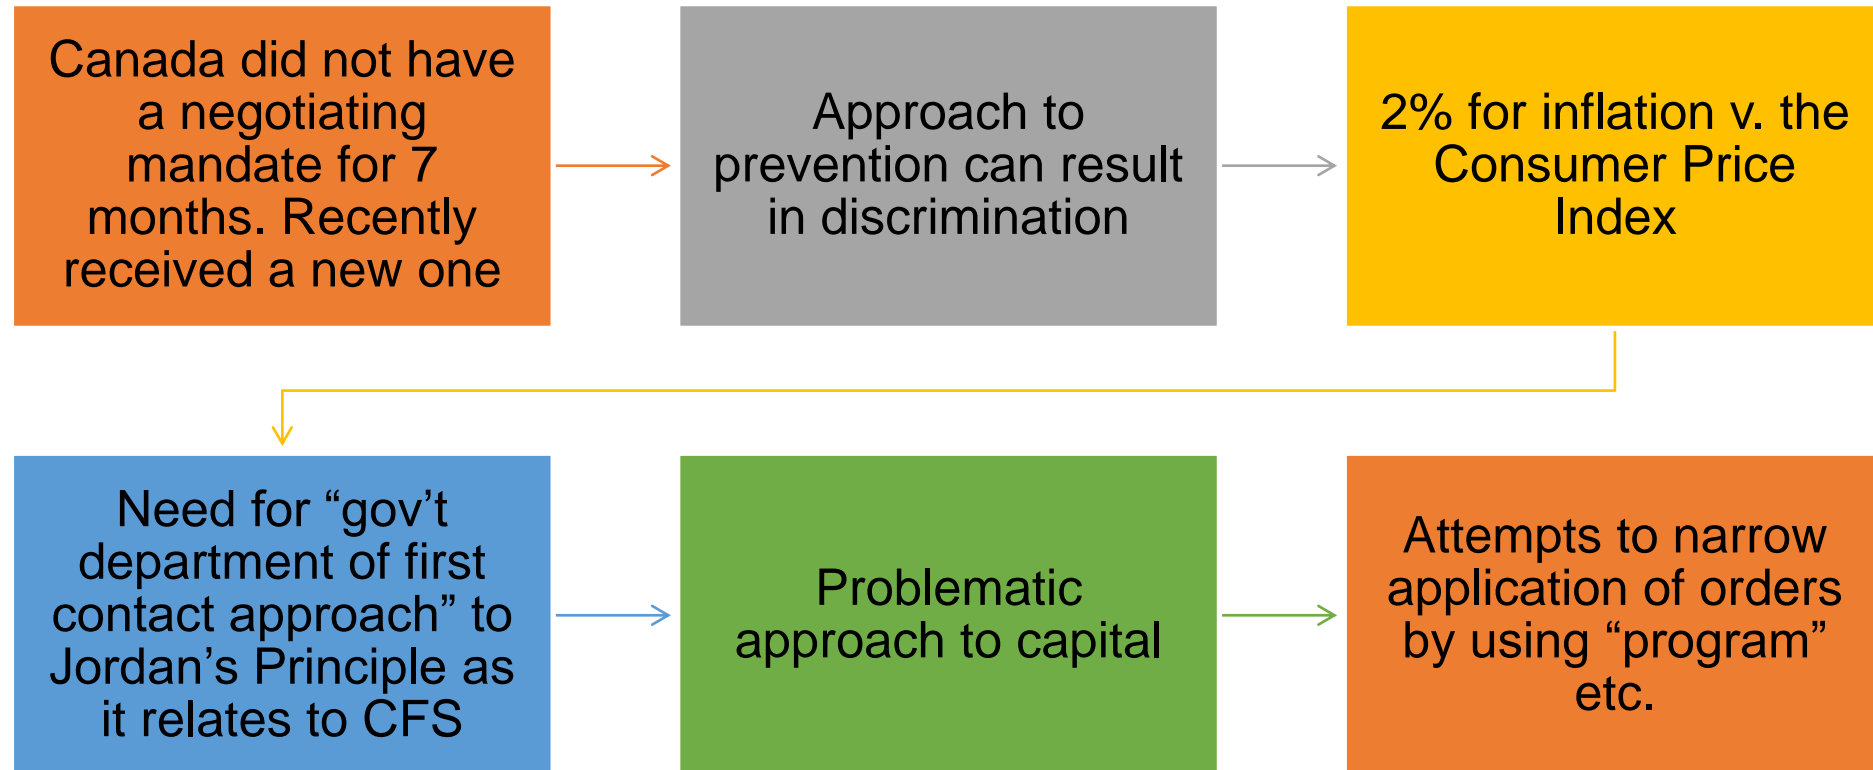 Canada did not have
a negotiating
mandate for 7
months. Recently
received a new one
Approach to
prevention can result
in discrimination
2% for inflation v. the
Consumer Price
Index
Need for “gov’t
department of first
contact approach” to
Jordan’s Principle as
it relates to CFS
Problematic
approach to capital
Attempts to narrow
application of orders
by using “program”
etc.